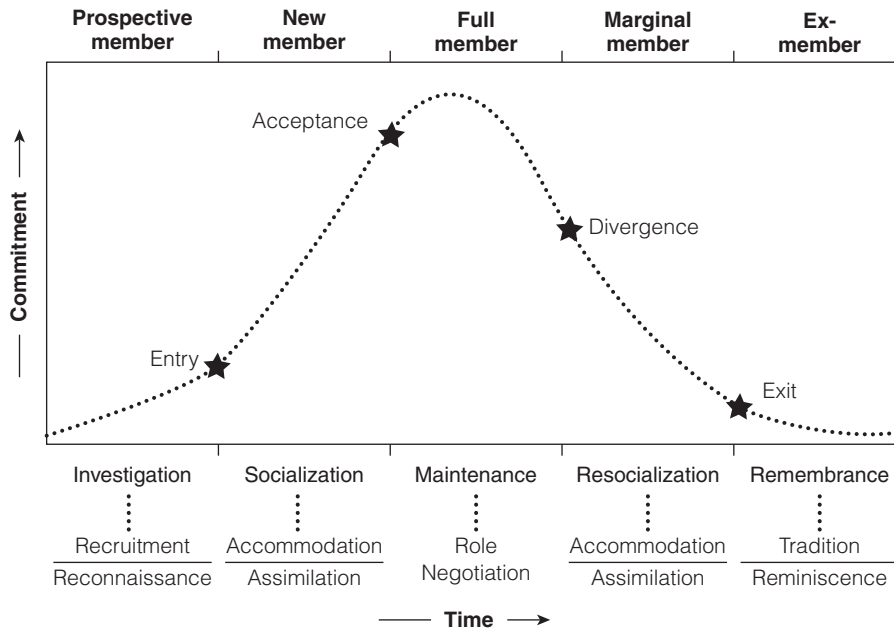 Prospective member
New member
Full member
Marginal member
Ex-member
Acceptance
Divergence
Entry
Exit
Commitment
Investigation
Socialization
Maintenance
Resocialization
Remembrance
Recruitment
Reconnaissance
Accommodation
Assimilation
Role
Negotiation
Accommodation
Assimilation
Tradition
Reminiscence
Time